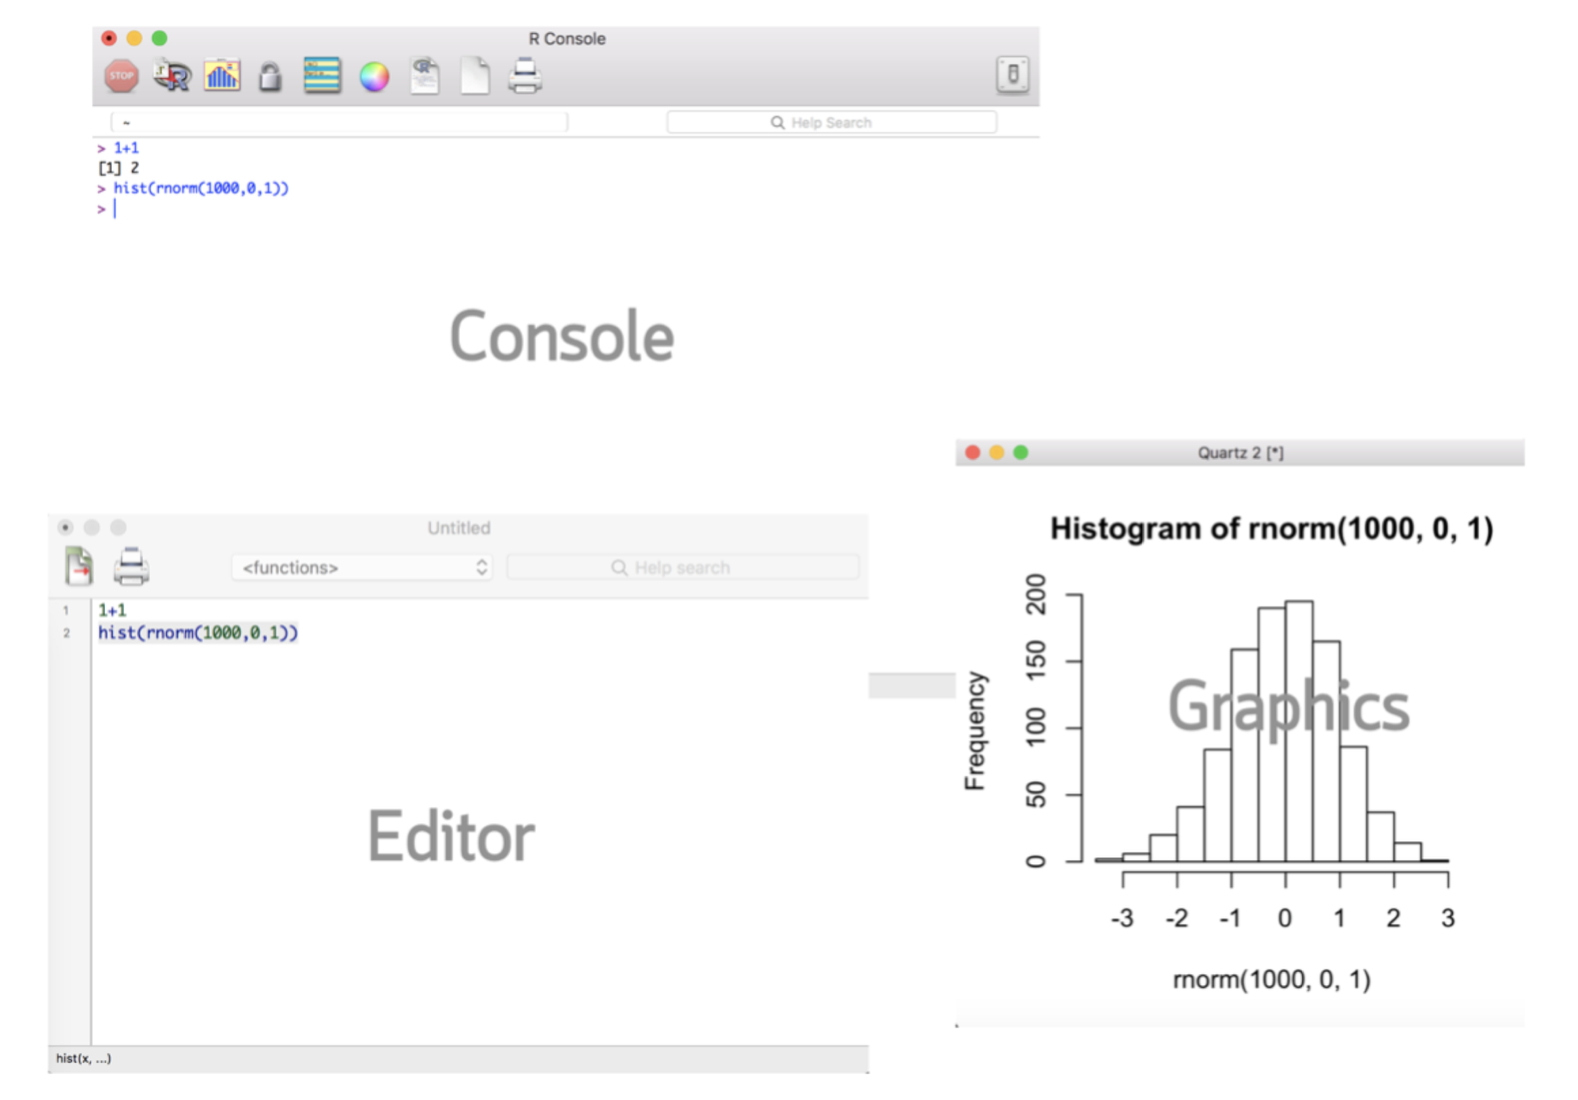 R Console
STOP
~
Help Search
> 1+1
[1] 2
> hist(rnorm(1000,0,1))
>
Console
Untitled
<functions>
Help search
1 1+1
2 hist(rnorm(1000,0,1))
Editor
hist(x, ...)
Quartz 2 [*]
Histogram of rnorm(1000, 0, 1)
Frequency
200
150
100
50
0
Graphics
-3 -2 -1 0 1 2 3
rnorm(1000, 0, 1)